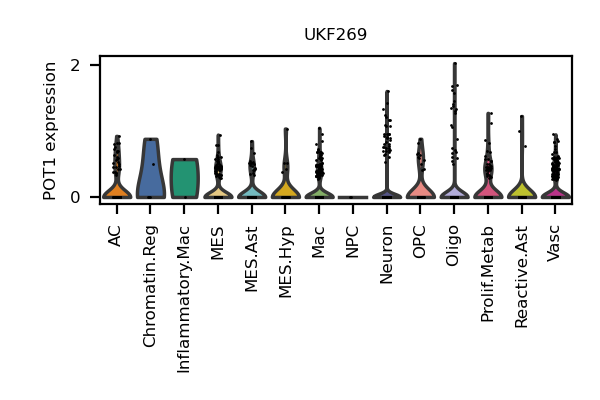 UKF269
POT1 expression
2
0
AC
Chromatin.Reg
Inflammatory.Mac
MES
MES.Ast
MES.Hyp
Mac
NPC
Neuron
OPC
Oligo
Prolif.Metab
Reactive.Ast
Vasc